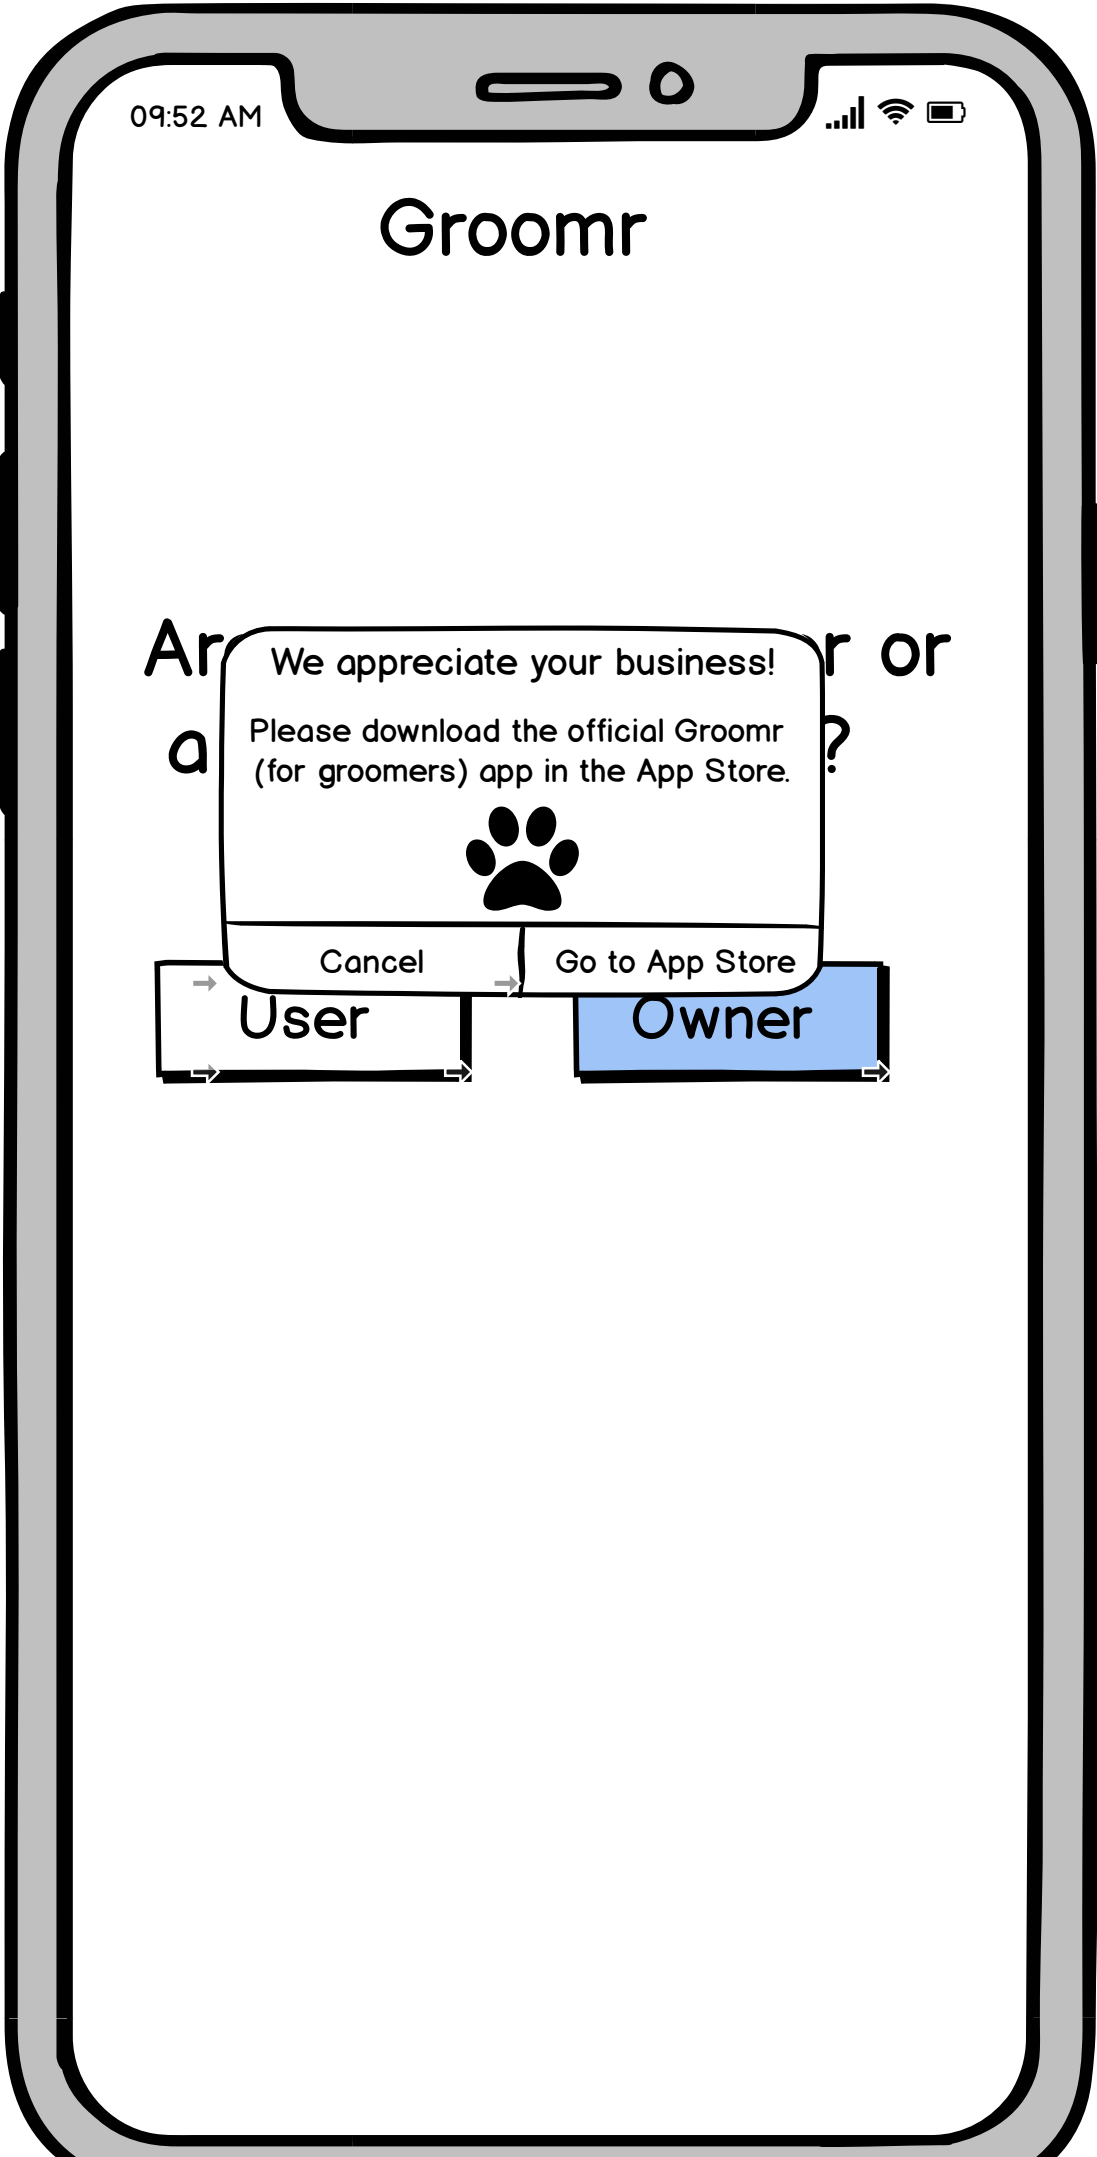 09:52 AM
Groomr
or
a ?
We appreciate your business!
Please download the official Groomr
(for groomers) app in the App Store.
Cancel Go to App Store
User Owner